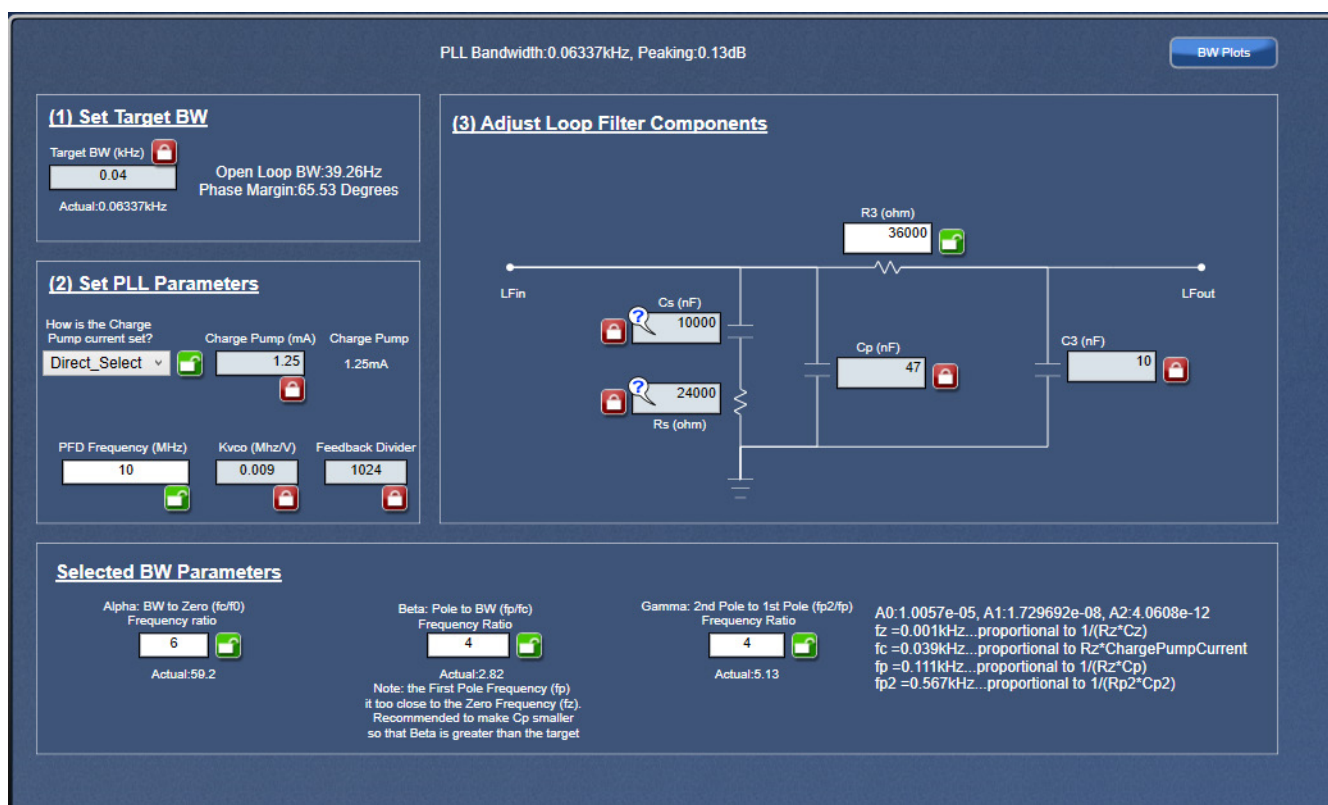 PLL Bandwidth:0.06337kHz, Peaking:0.13dB
BW Plots
(1) Set Target BW
Target BW (kHz)
0.04
Actual:0.06337kHz
Open Loop BW:39.26Hz
Phase Margin:65.53 Degrees
(2) Set PLL Parameters
How is the Charge
Pump current set?
Direct_Select
Charge Pump (mA)
1.25
Charge Pump
1.25mA
PFD Frequency (MHz)
10
Kvco (Mhz/V)
0.009
Feedback Divider
1024
(3) Adjust Loop Filter Components
R3 (ohm)
36000
LFin
LFout
Cs (nF)
?
10000
Cp (nF)
47
C3 (nF)
10
?
24000
Rs (ohm)
Selected BW Parameters
Alpha: BW to Zero (fc/f0)
Frequency ratio
6
Actual:59.2
Beta: Pole to BW (fp/fc)
Frequency Ratio
4
Actual:2.82
Note: the First Pole Frequency (fp)
it too close to the Zero Frequency (fz).
Recommended to make Cp smaller
so that Beta is greater than the target
Gamma: 2nd Pole to 1st Pole (fp2/fp)
Frequency Ratio
4
Actual:5.13
A0:1.0057e-05, A1:1.729692e-08, A2:4.0608e-12
fz =0.001kHz...proportional to 1/(Rz*Cz)
fc =0.039kHz...proportional to Rz*ChargePumpCurrent
fp =0.111kHz...proportional to 1/(Rz*Cp)
fp2 =0.567kHz...proportional to 1/(Rp2*Cp2)